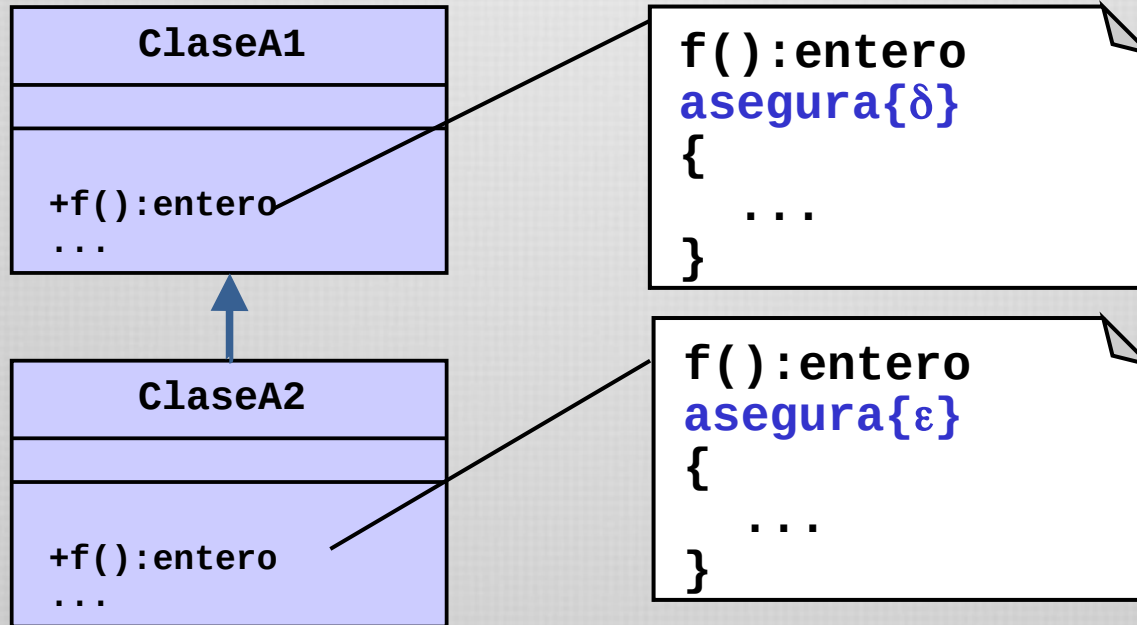 ClaseA1
+f():entero
...
f():entero
asegura{δ}
{
...
}
ClaseA2
+f():entero
...
f():entero
asegura{ε}
{
...
}